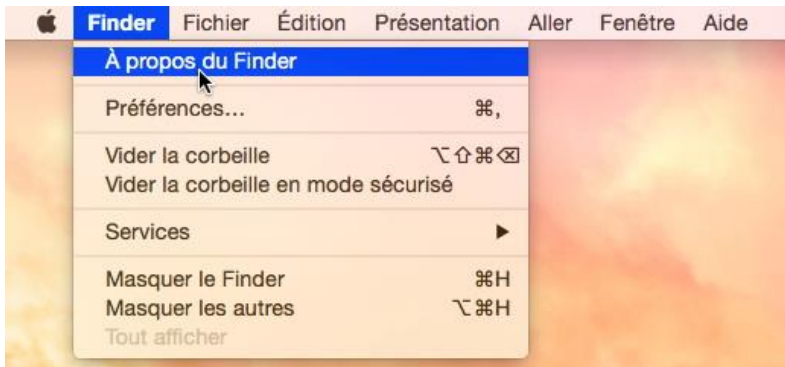 Finder Fichier Édition Présentation Aller Fenêtre Aide
À propos du Finder
Préférences... ⌘,
Vider la corbeille ⌥⇧⌘⌫
Vider la corbeille en mode sécurisé
Services ▶
Masquer le Finder ⌘H
Masquer les autres ⌥⌘H
Tout afficher